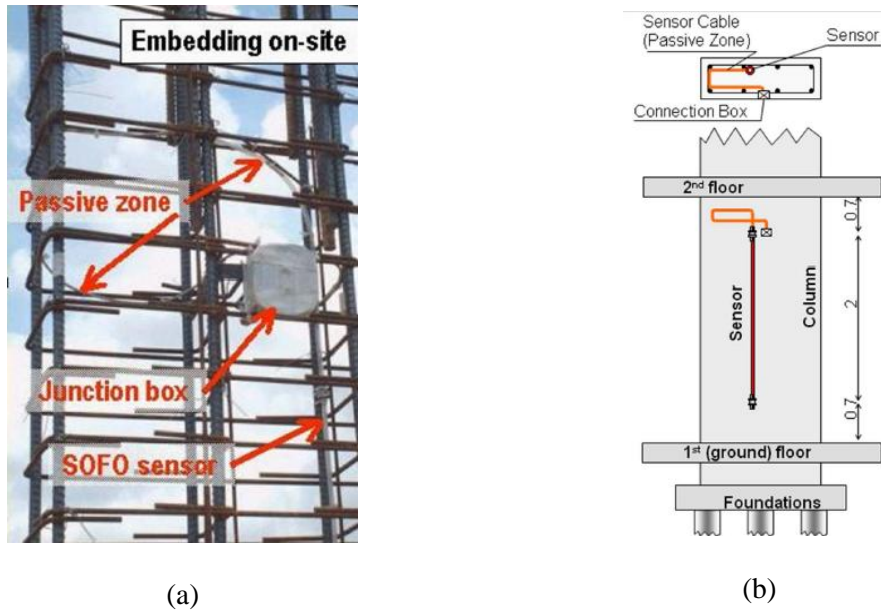 Embedding on-site
Passive zone
Junction box
SOFO sensor
(a)
Sensor Cable
(Passive Zone)
Sensor
Connection Box
2nd floor
0.7
Sensor
Column
2
0.7
1st (ground) floor
Foundations
(b)